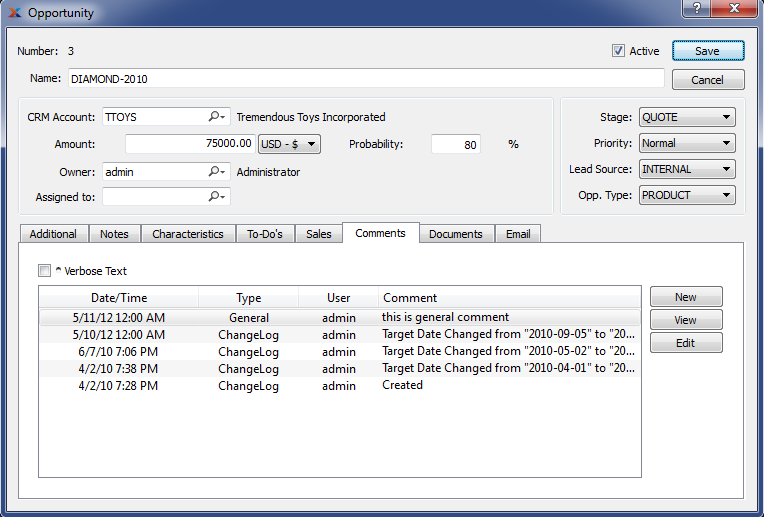 Opportunity
Number: 3
Active
Save
Name: DIAMOND-2010
Cancel
CRM Account: TTOYS Tremendous Toys Incorporated
Stage: QUOTE
Amount: 75000.00 USD - $ Probability: 80 %
Priority: Normal
Owner: admin Administrator
Lead Source: INTERNAL
Assigned to:
Opp. Type: PRODUCT
Additional Notes Characteristics To-Do's Sales Comments Documents Email
^ Verbose Text
Date/Time Type User Comment
New
5/11/12 12:00 AM General admin this is general comment
View
5/10/12 12:00 AM ChangeLog admin Target Date Changed from "2010-09-05" to "20...
Edit
6/7/10 7:06 PM ChangeLog admin Target Date Changed from "2010-05-02" to "20...
4/2/10 7:38 PM ChangeLog admin Target Date Changed from "2010-04-01" to "20...
4/2/10 7:28 PM ChangeLog admin Created